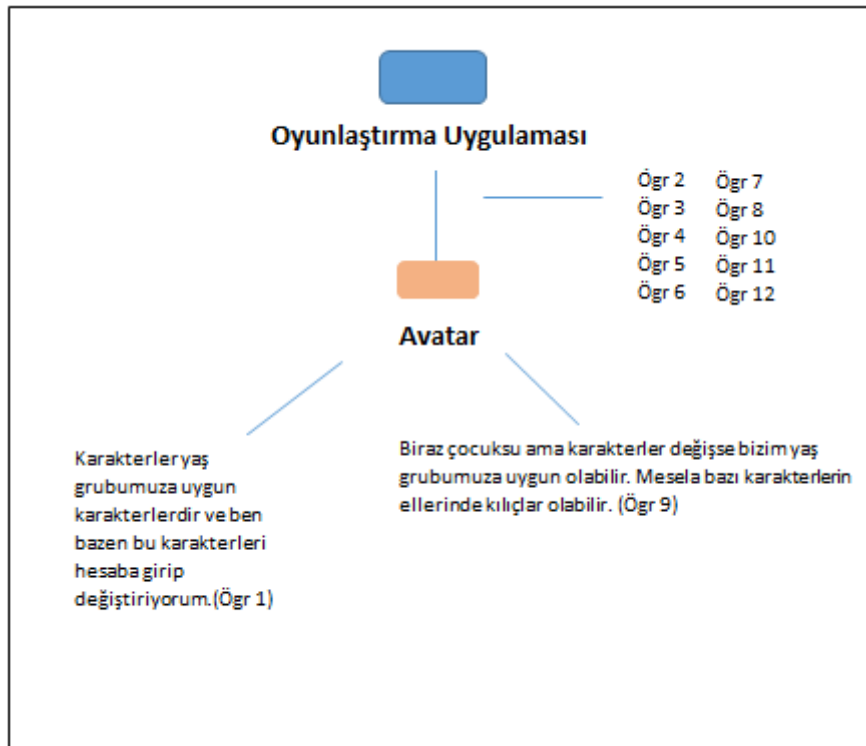 Oyunlaştırma Uygulaması
Ögr 2 Ögr 7
Ögr 3 Ögr 8
Ögr 4 Ögr 10
Ögr 5 Ögr 11
Ögr 6 Ögr 12
Avatar
Karakterler yaş
grubumuza uygun
karakterlerdir ve ben
bazen bu karakterleri
hesaba girip
değiştiriyorum.(Ögr 1)
Biraz çocuksu ama karakterler değişse bizim yaş
grubumuza uygun olabilir. Mesela bazı karakterlerin
ellerinde kılıçlar olabilir. (Ögr 9)